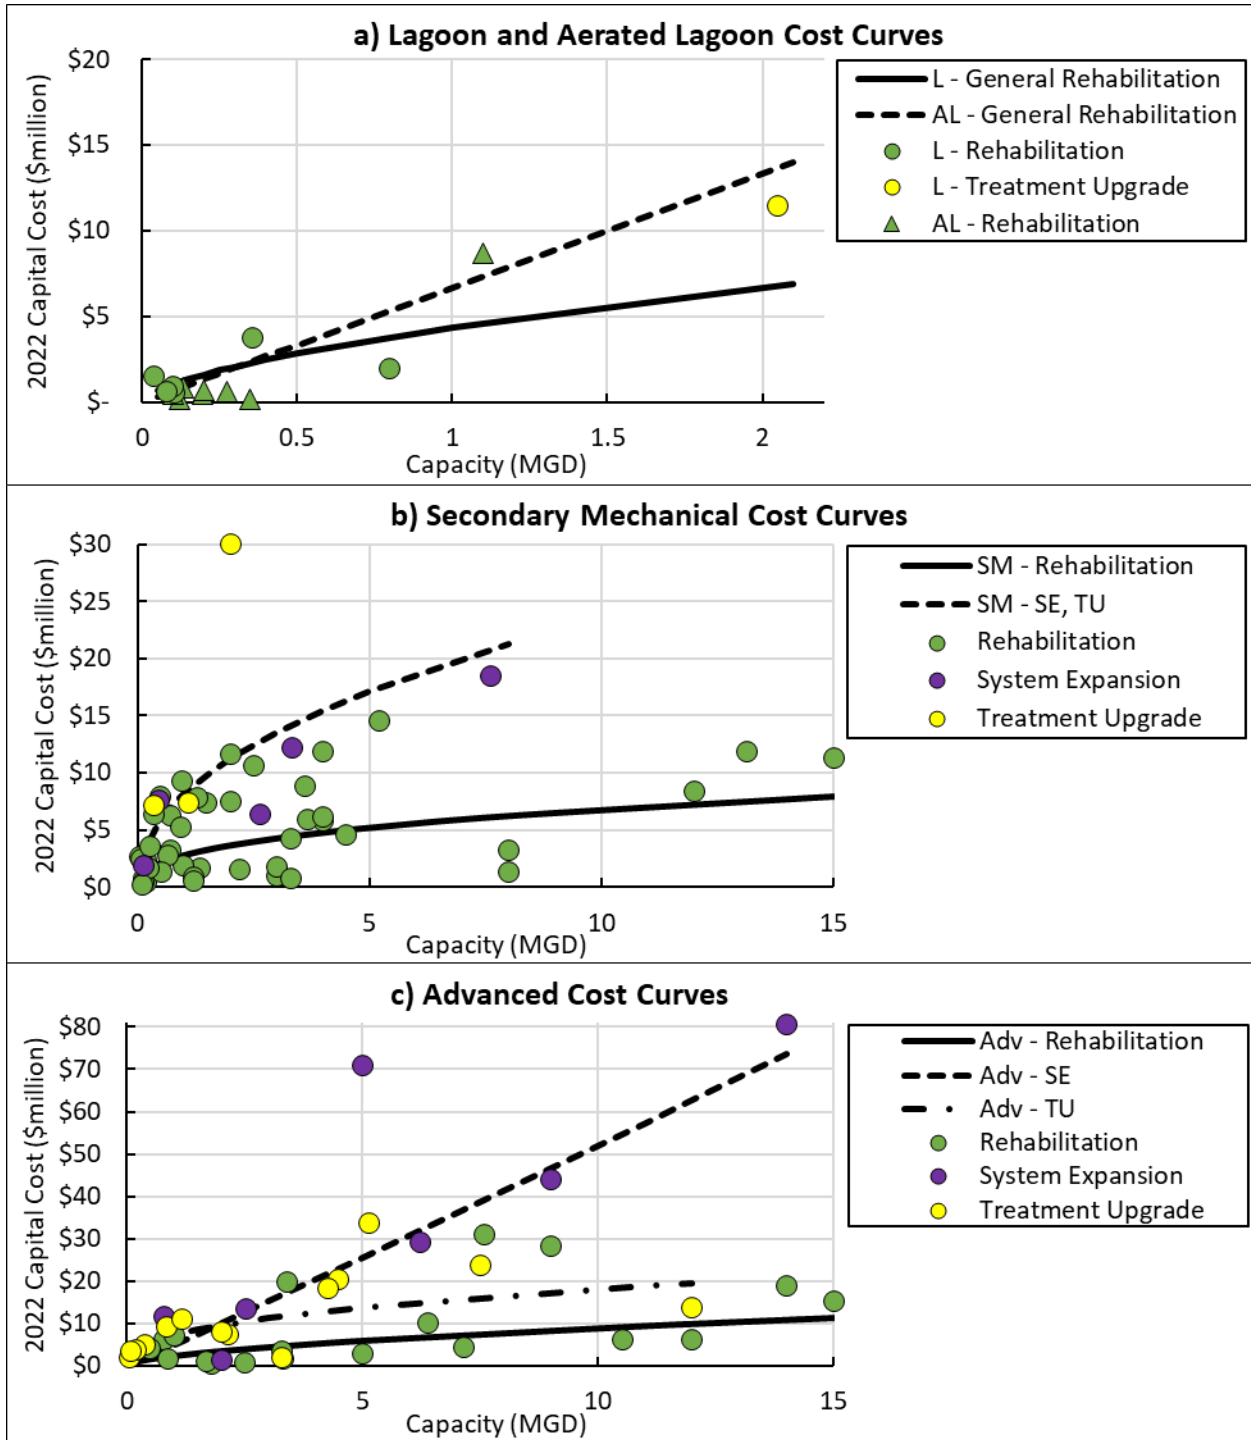 a) Lagoon and Aerated Lagoon Cost Curves
2022 Capital Cost ($million)
$20
$15
$10
$5
$-
0
0.5
1
1.5
2
Capacity (MGD)
L - General Rehabilitation
AL - General Rehabilitation
L - Rehabilitation
L - Treatment Upgrade
AL - Rehabilitation
b) Secondary Mechanical Cost Curves
2022 Capital Cost ($million)
$30
$25
$20
$15
$10
$5
$0
0
5
10
15
Capacity (MGD)
SM - Rehabilitation
SM - SE, TU
Rehabilitation
System Expansion
Treatment Upgrade
c) Advanced Cost Curves
2022 Capital Cost ($million)
$80
$70
$60
$50
$40
$30
$20
$10
$0
0
5
10
15
Capacity (MGD)
Adv - Rehabilitation
Adv - SE
Adv - TU
Rehabilitation
System Expansion
Treatment Upgrade